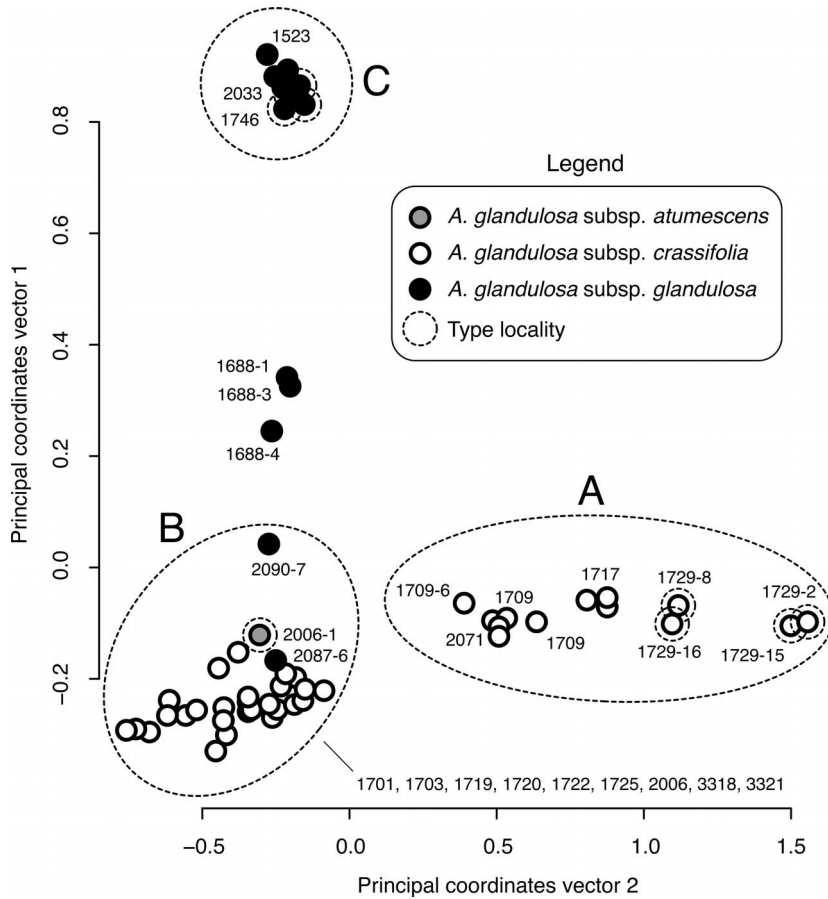 1523
C
2033
1746
0.8
0.6
0.4
0.2
0.0
−0.2
Principal coordinates vector 1
Legend
A. glandulosa subsp. atumescens
A. glandulosa subsp. crassifolia
A. glandulosa subsp. glandulosa
Type locality
1688-1
1688-3
1688-4
A
B
2090-7
2006-1
2087-6
1709-6
1709
1717
1729-8
1729-2
2071
1709
1729-16
1729-15
1701, 1703, 1719, 1720, 1722, 1725, 2006, 3318, 3321
−0.5
0.0
0.5
1.0
1.5
Principal coordinates vector 2